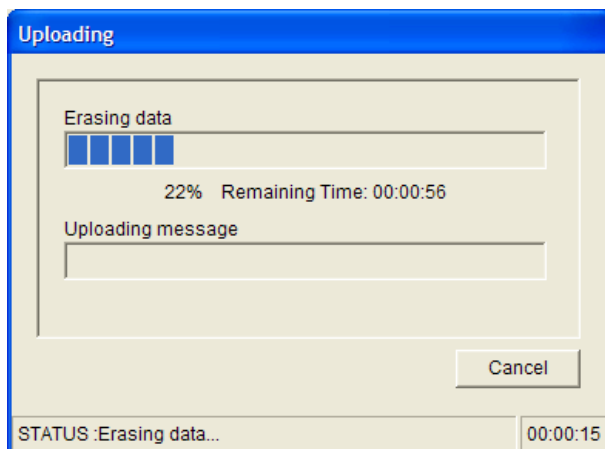 Uploading
Erasing data
22% Remaining Time: 00:00:56
Uploading message
Cancel
STATUS :Erasing data... 00:00:15